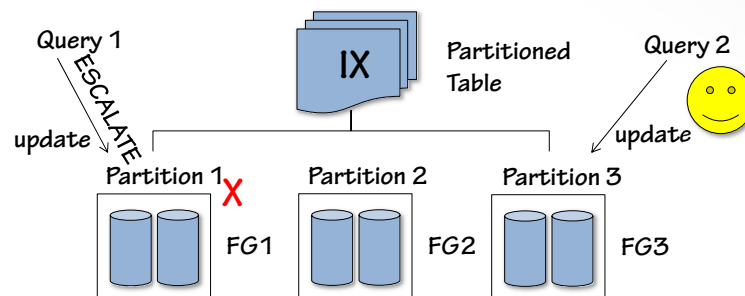 Query 1
ESCALATE
update
IX
Partitioned
Table
Query 2
update
Partition 1
X
Partition 2
Partition 3
FG1
FG2
FG3